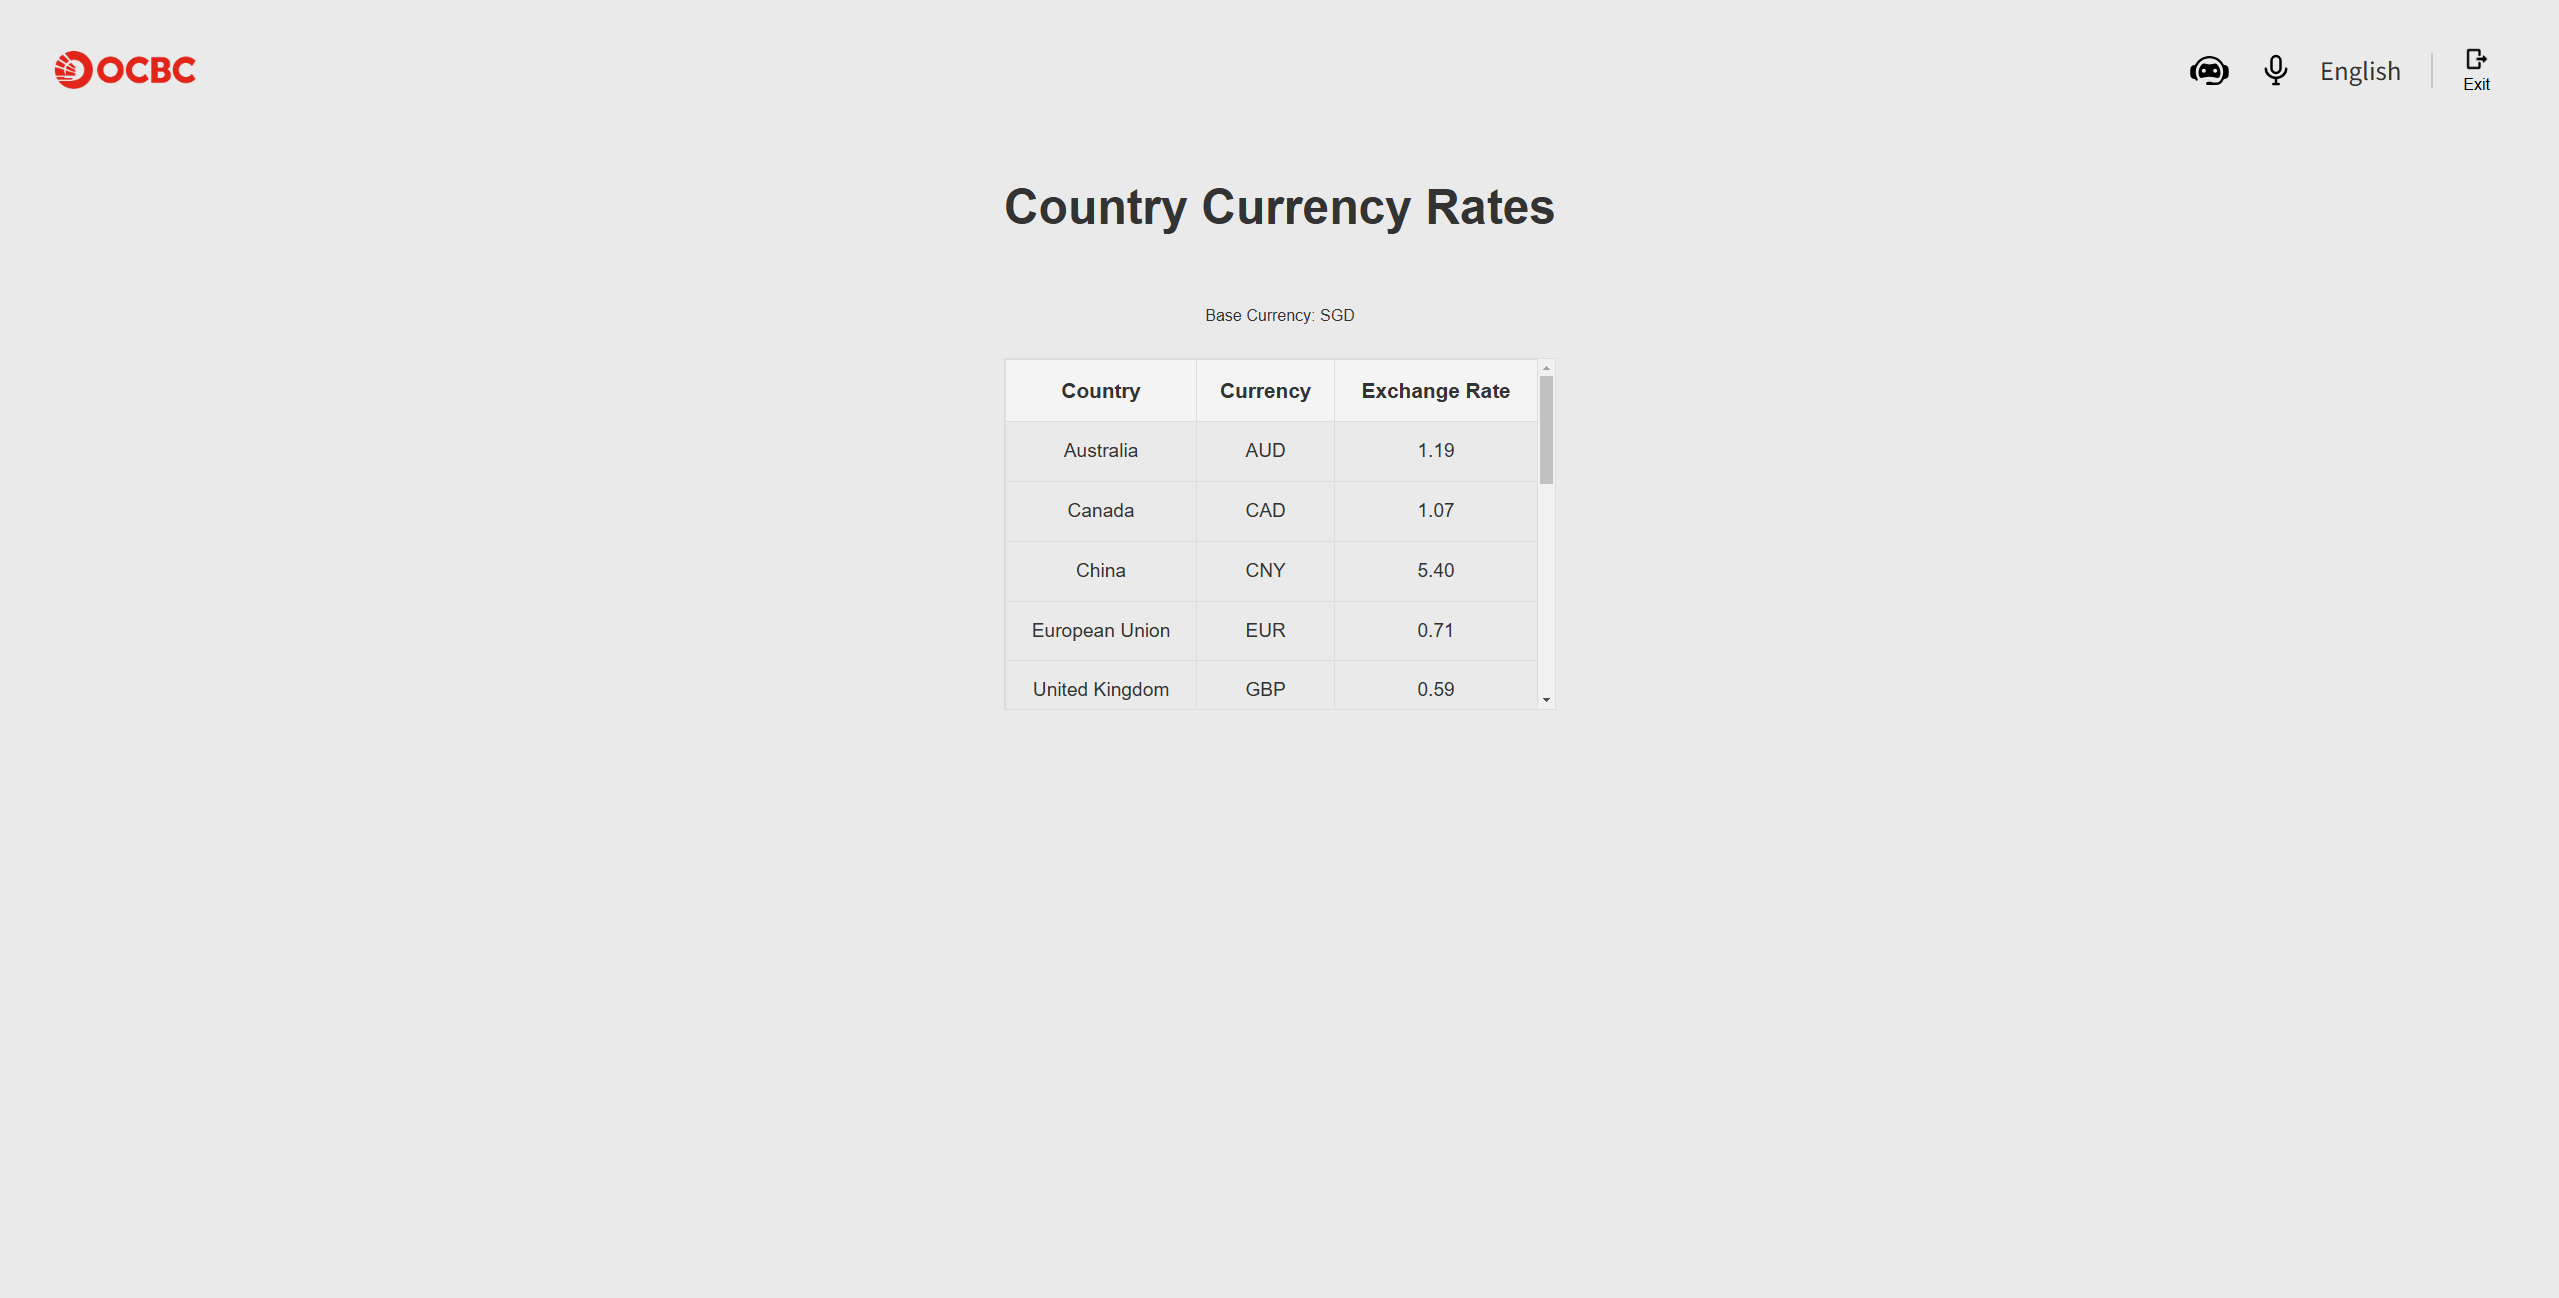 OCBC
English
Exit
Country Currency Rates
Base Currency: SGD
Country Currency Exchange Rate
Australia AUD 1.19
Canada CAD 1.07
China CNY 5.40
European Union EUR 0.71
United Kingdom GBP 0.59